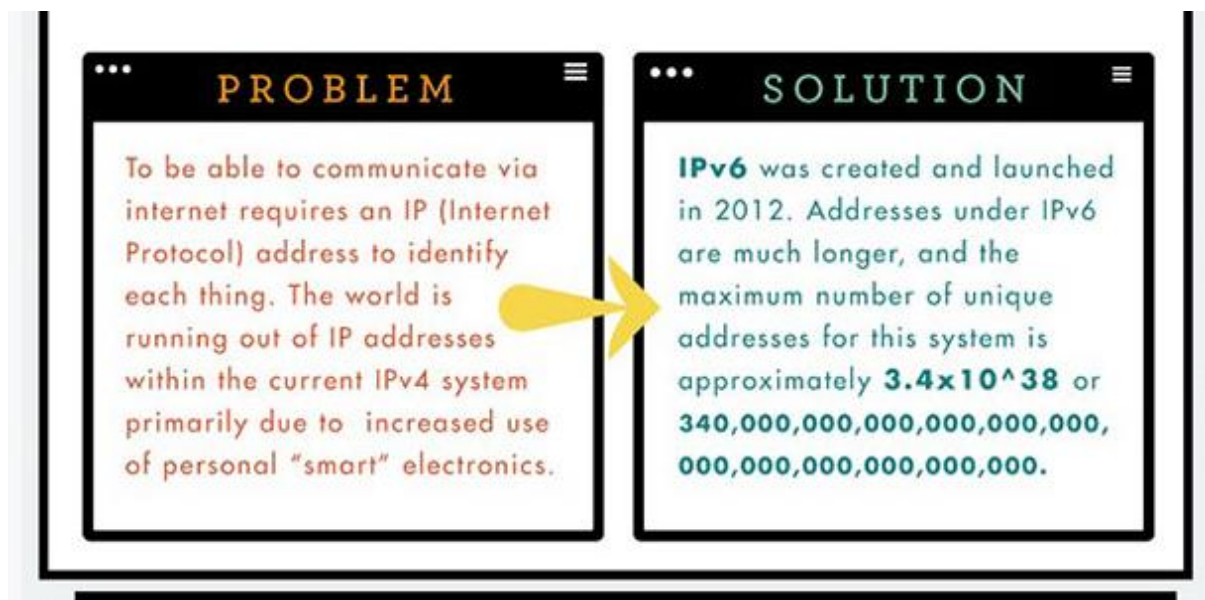 PROBLEM
To be able to communicate via
internet requires an IP (Internet
Protocol) address to identify
each thing. The world is
running out of IP addresses
within the current IPv4 system
primarily due to increased use
of personal "smart" electronics.
SOLUTION
IPv6 was created and launched
in 2012. Addresses under IPv6
are much longer, and the
maximum number of unique
addresses for this system is
approximately 3.4x10^38 or
340,000,000,000,000,000,000,
000,000,000,000,000,000.